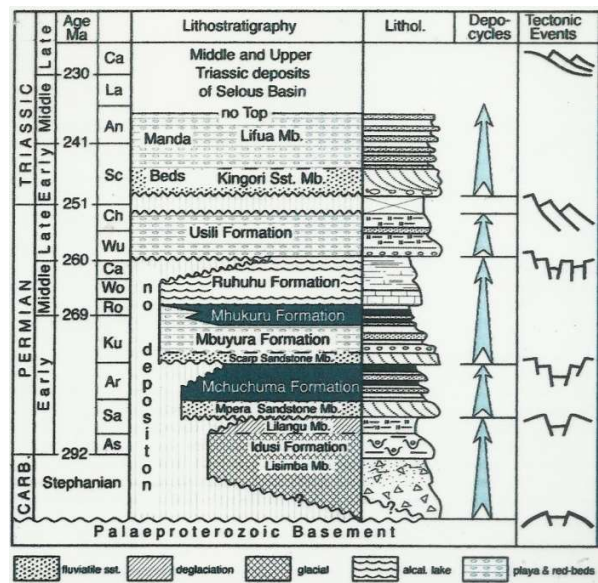 Age
Ma
Lithostratigraphy
Lithol.
Depo-
cycles
Tectonic
Events
TRIASSIC
Late
Middle
Early
PERMIAN
Late
Middle
Early
CARB.
Stephanian
230
241
251
260
269
292
Ca
La
An
Sc
Ch
Wu
Ca
Wo
Ro
Ku
Ar
Sa
As
Middle and Upper
Triassic deposits
of Selous Basin
no Top
Manda Lifua Mb.
Beds Kingori Sst. Mb.
Usili Formation
Ruhuhu Formation
Mhukuru Formation
Mbuyura Formation
Scarp Sandstone Mb.
Mchuchuma Formation
Mpera Sandstone Mb.
Lilangu Mb.
Idusi Formation
Lisimba Mb.
?
?
no depositon
Palaeoproterozoic Basement
fluviatile sst.
deglaciation
glacial
alcal. lake
playa & red-beds